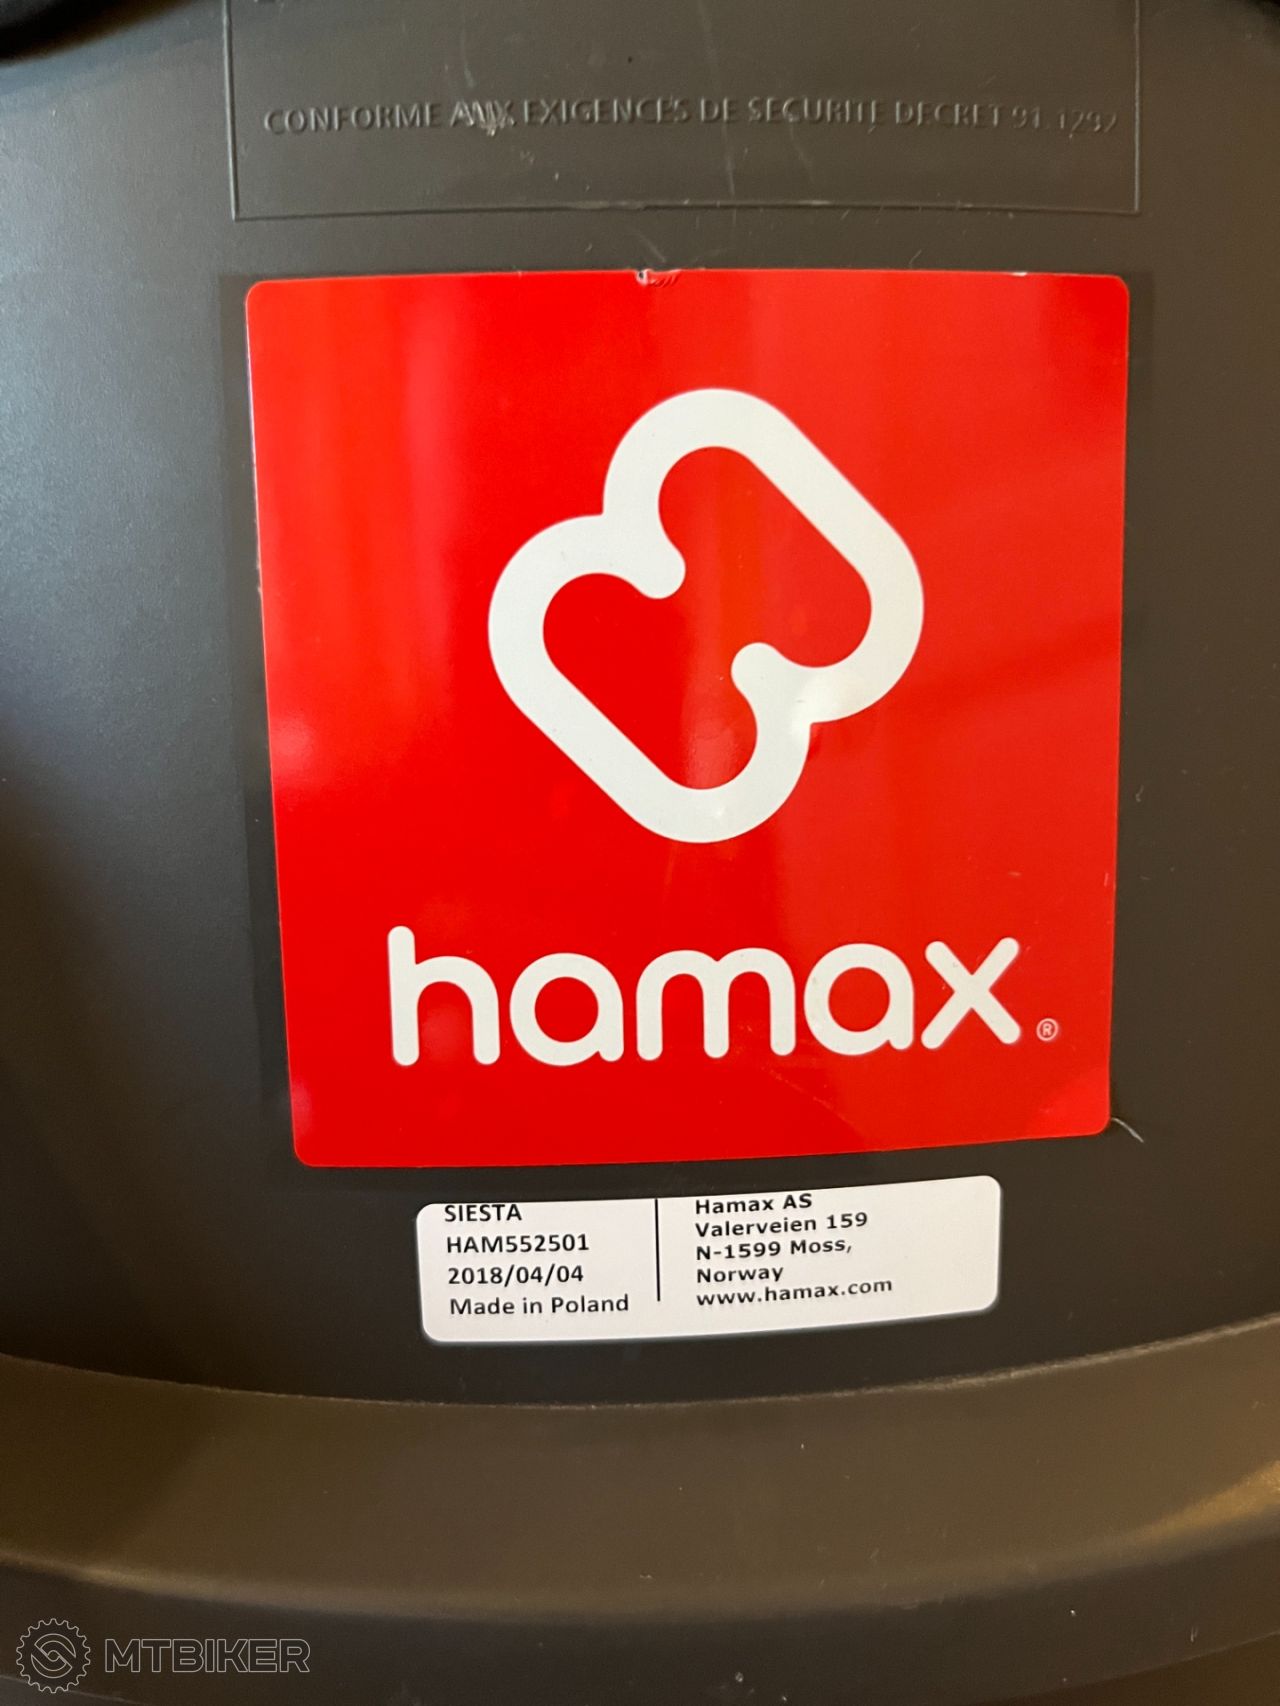 CONFORME AUX EXIGENCES DE SECURITE DECRET 91.1292
hamax®
SIESTA
HAM552501
2018/04/04
Made in Poland
Hamax AS
Valerveien 159
N-1599 Moss,
Norway
www.hamax.com
MTBIKER